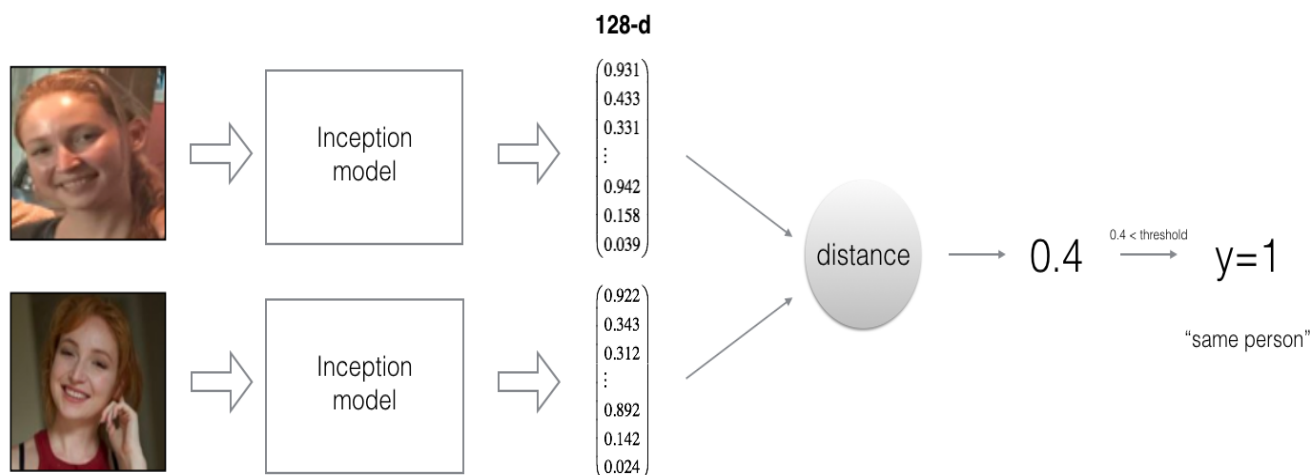 128-d
Inception
model
0.931
0.433
0.331
⋮
0.942
0.158
0.039
distance
0.4
0.4 < threshold
y=1
“same person”
Inception
model
0.922
0.343
0.312
⋮
0.892
0.142
0.024